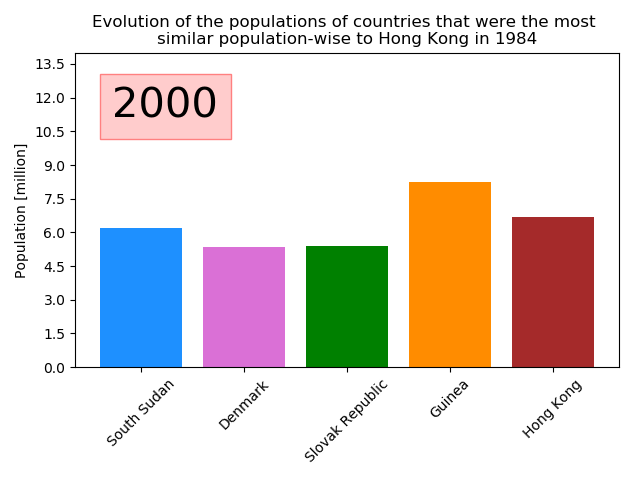 Evolution of the populations of countries that were the most
similar population-wise to Hong Kong in 1984
2000
Population [million]
13.5
12.0
10.5
9.0
7.5
6.0
4.5
3.0
1.5
0.0
South Sudan
Denmark
Slovak Republic
Guinea
Hong Kong